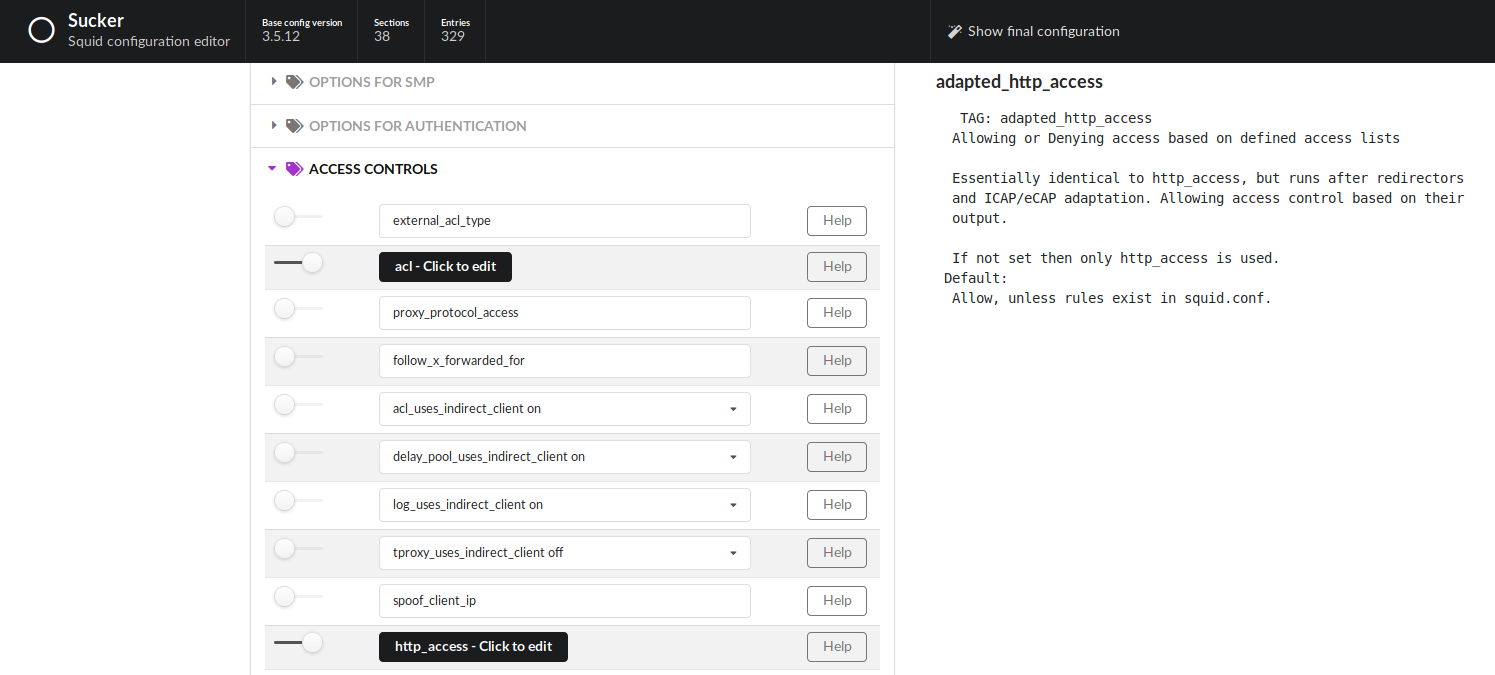 Sucker
Squid configuration editor
Base config version
3.5.12
Sections
38
Entries
329
Show final configuration
OPTIONS FOR SMP
OPTIONS FOR AUTHENTICATION
ACCESS CONTROLS
external_acl_type
Help
acl - Click to edit
Help
proxy_protocol_access
Help
follow_x_forwarded_for
Help
acl_uses_indirect_client on
Help
delay_pool_uses_indirect_client on
Help
log_uses_indirect_client on
Help
tproxy_uses_indirect_client off
Help
spoof_client_ip
Help
http_access - Click to edit
Help
adapted_http_access
TAG: adapted_http_access
Allowing or Denying access based on defined access lists
Essentially identical to http_access, but runs after redirectors
and ICAP/eCAP adaptation. Allowing access control based on their
output.
If not set then only http_access is used.
Default:
Allow, unless rules exist in squid.conf.